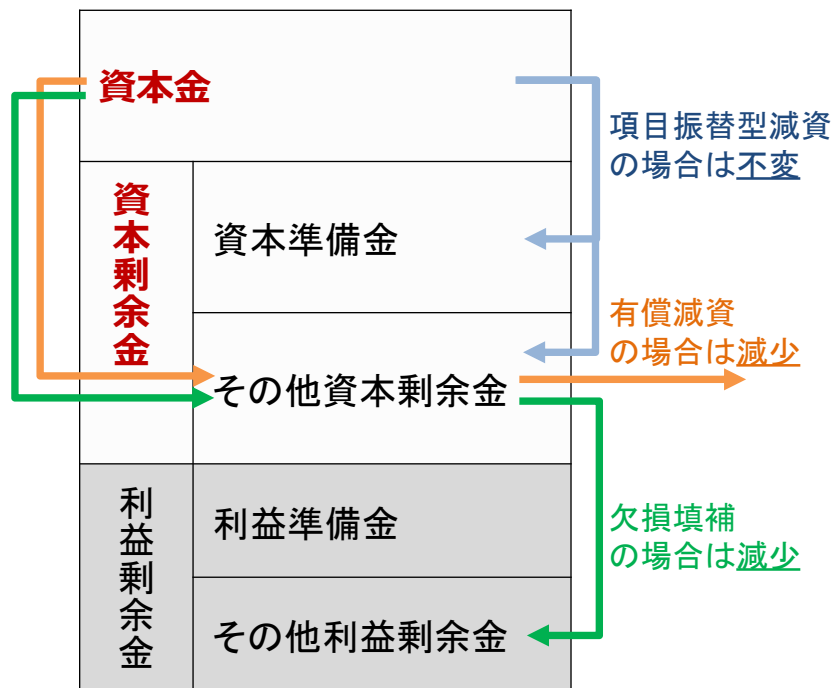 資本金
項目振替型減資
の場合は不変
資本剰余金
資本準備金
有償減資
の場合は減少
その他資本剰余金
利益剰余金
利益準備金
欠損填補
の場合は減少
その他利益剰余金